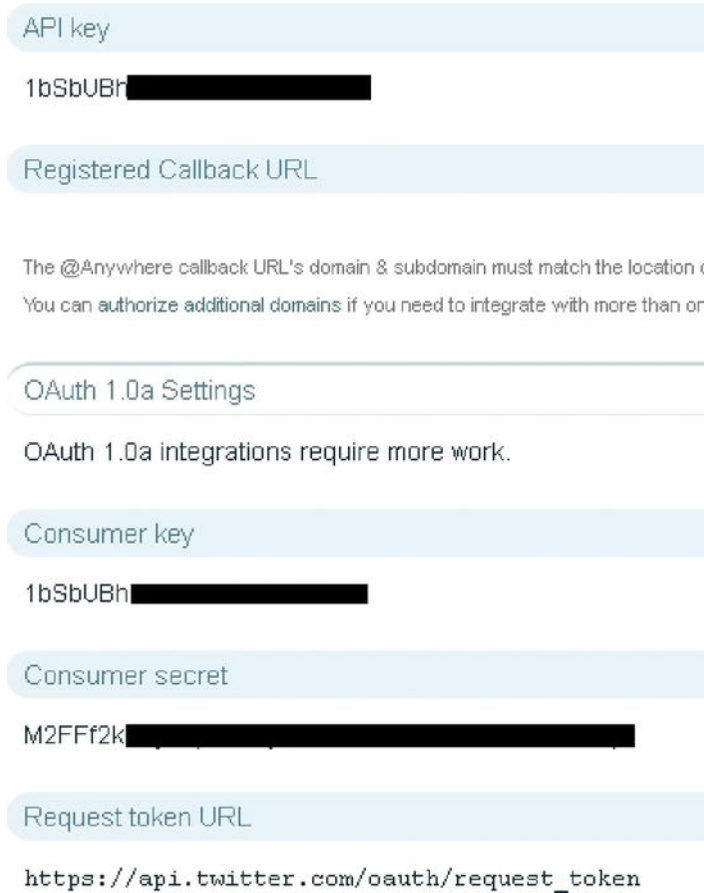 API key
1bSbUBh
Registered Callback URL
The @Anywhere callback URL's domain & subdomain must match the location
You can authorize additional domains if you need to integrate with more than
OAuth 1.0a Settings
OAuth 1.0a integrations require more work.
Consumer key
1bSbUBh
Consumer secret
M2FFf2k
Request token URL
https://api.twitter.com/oauth/request_token